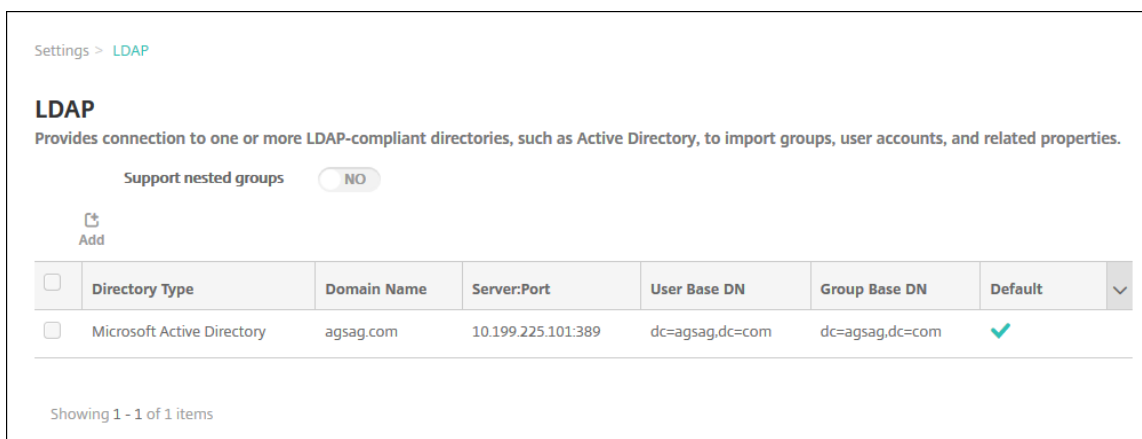 Settings > LDAP
LDAP
Provides connection to one or more LDAP-compliant directories, such as Active Directory, to import groups, user accounts, and related properties.
Support nested groups NO
Add
Directory Type Domain Name Server:Port User Base DN Group Base DN Default
Microsoft Active Directory agsag.com 10.199.225.101:389 dc=agsag,dc=com dc=agsag,dc=com
Showing 1 - 1 of 1 items